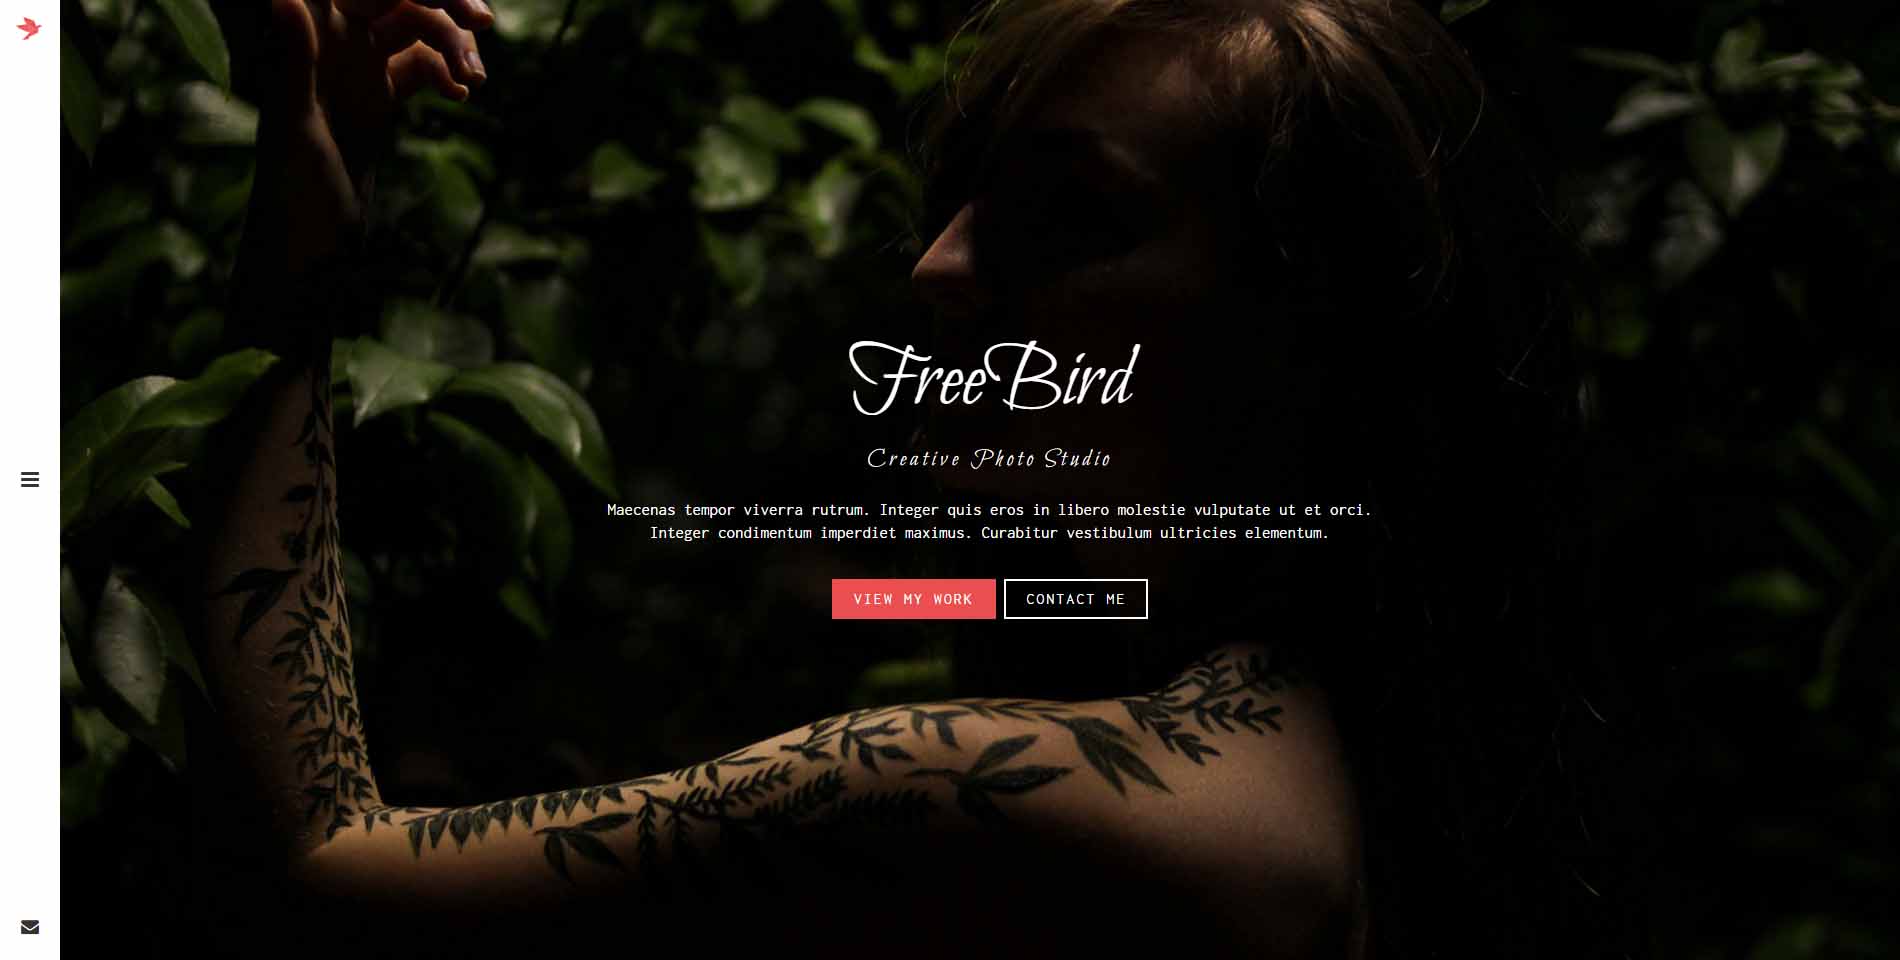 FreeBird
Creative Photo Studio
Maecenas tempor viverra rutrum. Integer quis eros in libero molestie vulputate ut et orci.
Integer condimentum imperdiet maximus. Curabitur vestibulum ultricies elementum.
VIEW MY WORK
CONTACT ME